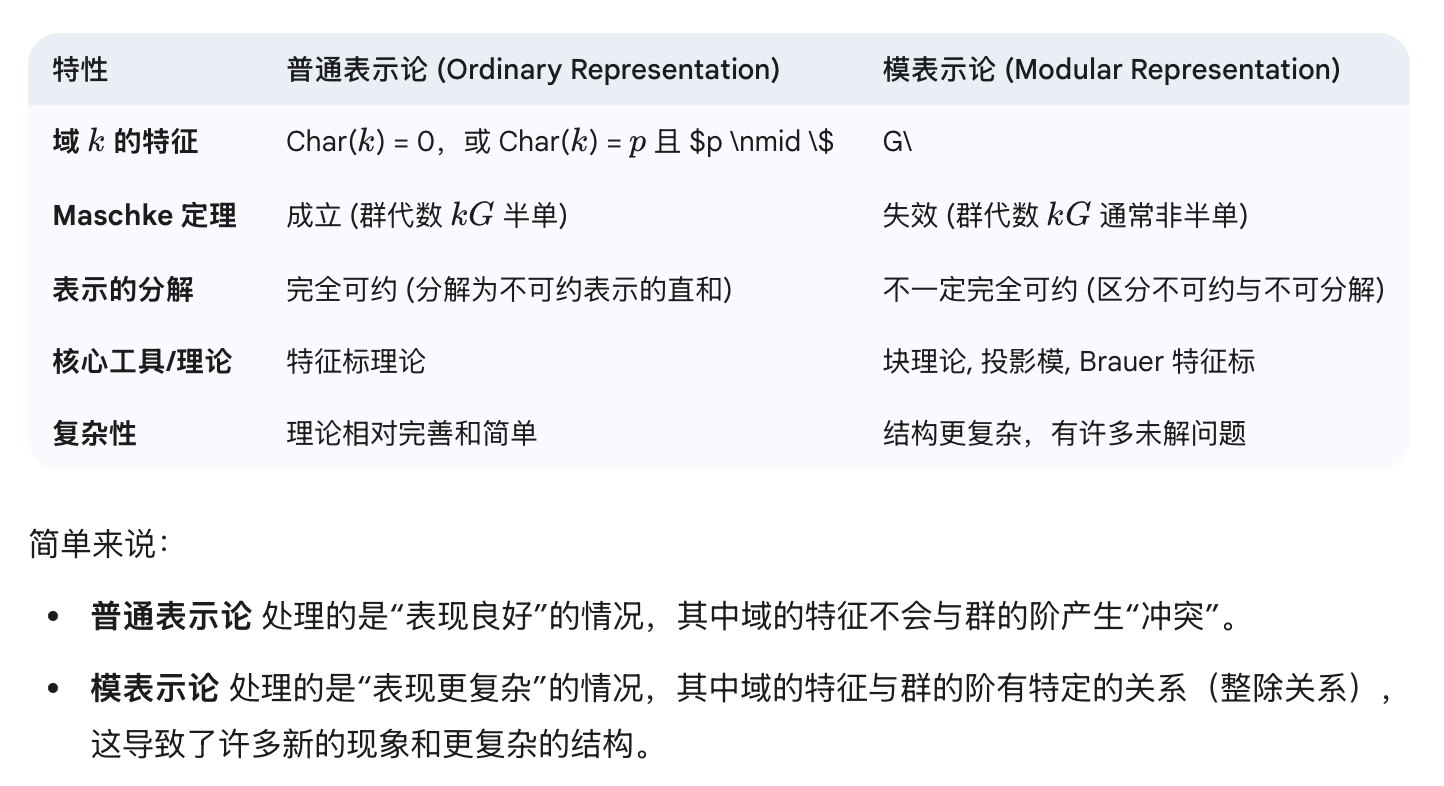 特性 普通表示论 (Ordinary Representation) 模表示论 (Modular Representation)
域 k 的特征 Char(k) = 0，或 Char(k) = p 且 $p \nmid \$ G\
Maschke 定理 成立 (群代数 kG 半单) 失效 (群代数 kG 通常非半单)
表示的分解 完全可约 (分解为不可约表示的直和) 不一定完全可约 (区分不可约与不可分解)
核心工具/理论 特征标理论 块理论, 投影模, Brauer 特征标
复杂性 理论相对完善和简单 结构更复杂，有许多未解问题
简单来说：
• 普通表示论 处理的是“表现良好”的情况，其中域的特征不会与群的阶产生“冲突”。
• 模表示论 处理的是“表现更复杂”的情况，其中域的特征与群的阶有特定的关系（整除关系），
这导致了许多新的现象和更复杂的结构。